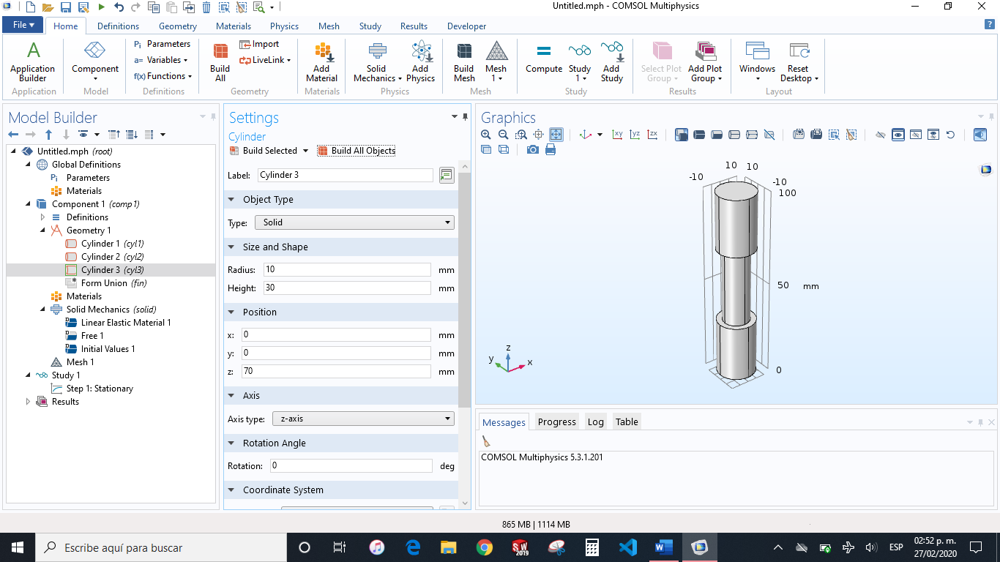 Untitled.mph - COMSOL Multiphysics
File Home Definitions Geometry Materials Physics Mesh Study Results Developer
Application Builder
Component
Pi Parameters
a= Variables
f(x) Functions
Build All
Import
LiveLink
Add Material
Solid Mechanics
Add Physics
Build Mesh
Mesh 1
Compute
Study 1
Add Study
Select Plot Group
Add Plot Group
Windows
Reset Desktop
Application Model Definitions Geometry Materials Physics Mesh Study Results Layout
Model Builder
Untitled.mph (root)
Global Definitions
Pi Parameters
Materials
Component 1 (comp1)
Definitions
Geometry 1
Cylinder 1 (cyl1)
Cylinder 2 (cyl2)
Cylinder 3 (cyl3)
Form Union (fin)
Materials
Solid Mechanics (solid)
Linear Elastic Material 1
Free 1
Initial Values 1
Mesh 1
Study 1
Step 1: Stationary
Results
Settings
Cylinder
Build Selected Build All Objects
Label: Cylinder 3
Object Type
Type: Solid
Size and Shape
Radius: 10 mm
Height: 30 mm
Position
x: 0 mm
y: 0 mm
z: 70 mm
Axis
Axis type: z-axis
Rotation Angle
Rotation: 0 deg
Coordinate System
Graphics
xy yz zx
10 10
-10 -10
100
50 mm
0
z
y x
Messages Progress Log Table
COMSOL Multiphysics 5.3.1.201
865 MB | 1114 MB
Escribe aquí para buscar
SW 2019
ESP
02:52 p. m.
27/02/2020